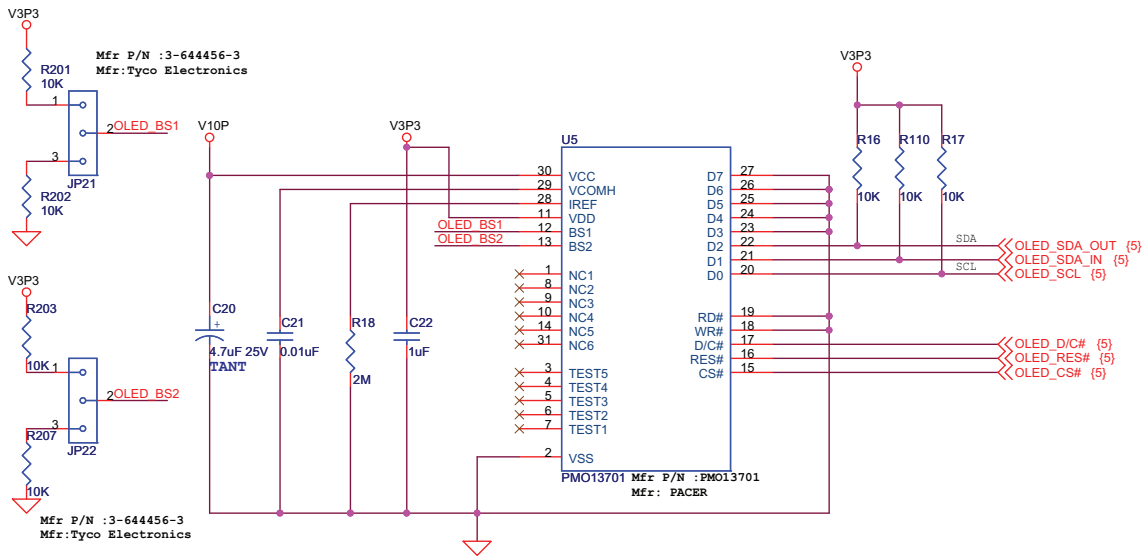 V3P3
R201
10K
Mfr P/N :3-644456-3
Mfr:Tyco Electronics
1
2
OLED_BS1
3
JP21
R202
10K
V3P3
R203
10K
1
2
OLED_BS2
3
JP22
R207
10K
Mfr P/N :3-644456-3
Mfr:Tyco Electronics
V10P
V3P3
C20
+
4.7uF 25V
TANT
C21
0.01uF
R18
2M
C22
1uF
OLED_BS1
OLED_BS2
U5
30 VCC
29 VCOMH
28 IREF
11 VDD
12 BS1
13 BS2
1 NC1
8 NC2
9 NC3
10 NC4
14 NC5
31 NC6
3 TEST5
4 TEST4
5 TEST3
6 TEST2
7 TEST1
2 VSS
D7 27
D6 26
D5 25
D4 24
D3 23
D2 22
D1 21
D0 20
RD# 19
WR# 18
D/C# 17
RES# 16
CS# 15
PMO13701
Mfr P/N :PMO13701
Mfr: PACER
V3P3
R16
10K
R110
10K
R17
10K
SDA
OLED_SDA_OUT {5}
OLED_SDA_IN {5}
SCL
OLED_SCL {5}
OLED_D/C# {5}
OLED_RES# {5}
OLED_CS# {5}